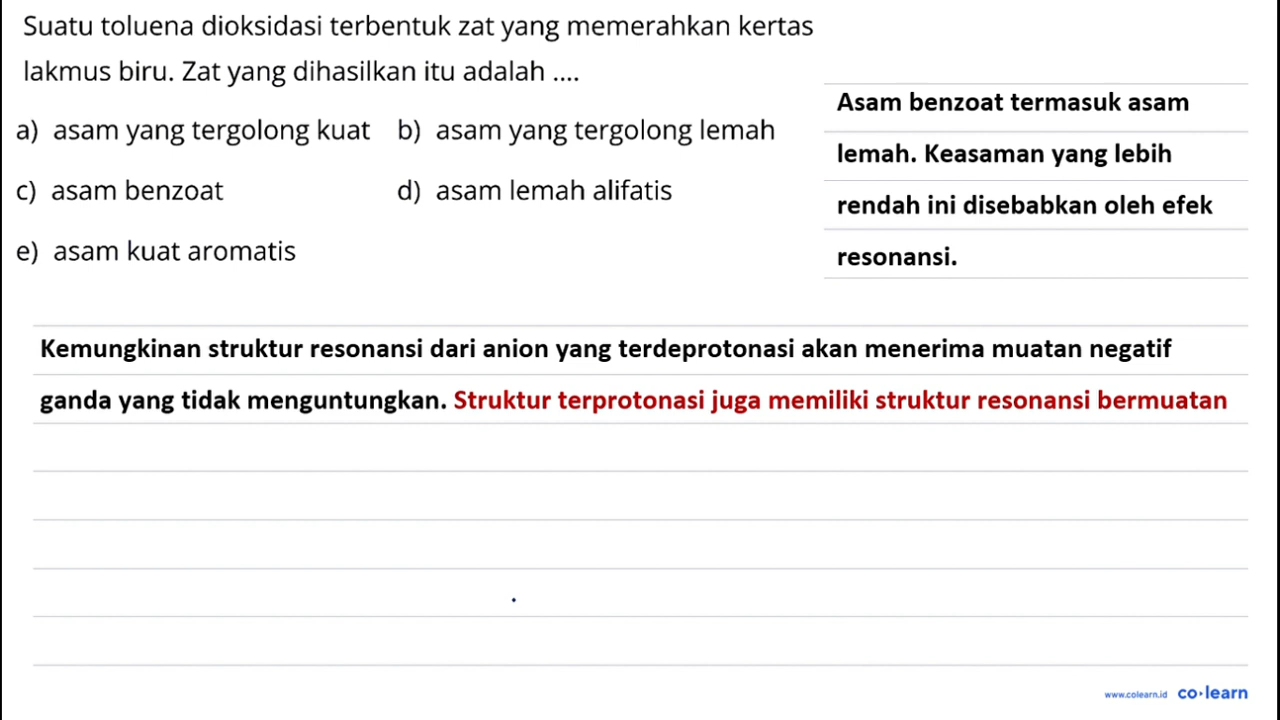 Suatu toluena dioksidasi terbentuk zat yang memerahkan kertas
lakmus biru. Zat yang dihasilkan itu adalah ....
a) asam yang tergolong kuat b) asam yang tergolong lemah
c) asam benzoat d) asam lemah alifatis
e) asam kuat aromatis
Asam benzoat termasuk asam
lemah. Keasaman yang lebih
rendah ini disebabkan oleh efek
resonansi.
Kemungkinan struktur resonansi dari anion yang terdeprotonasi akan menerima muatan negatif
ganda yang tidak menguntungkan. Struktur terprotonasi juga memiliki struktur resonansi bermuatan
www.colearn.id co·learn